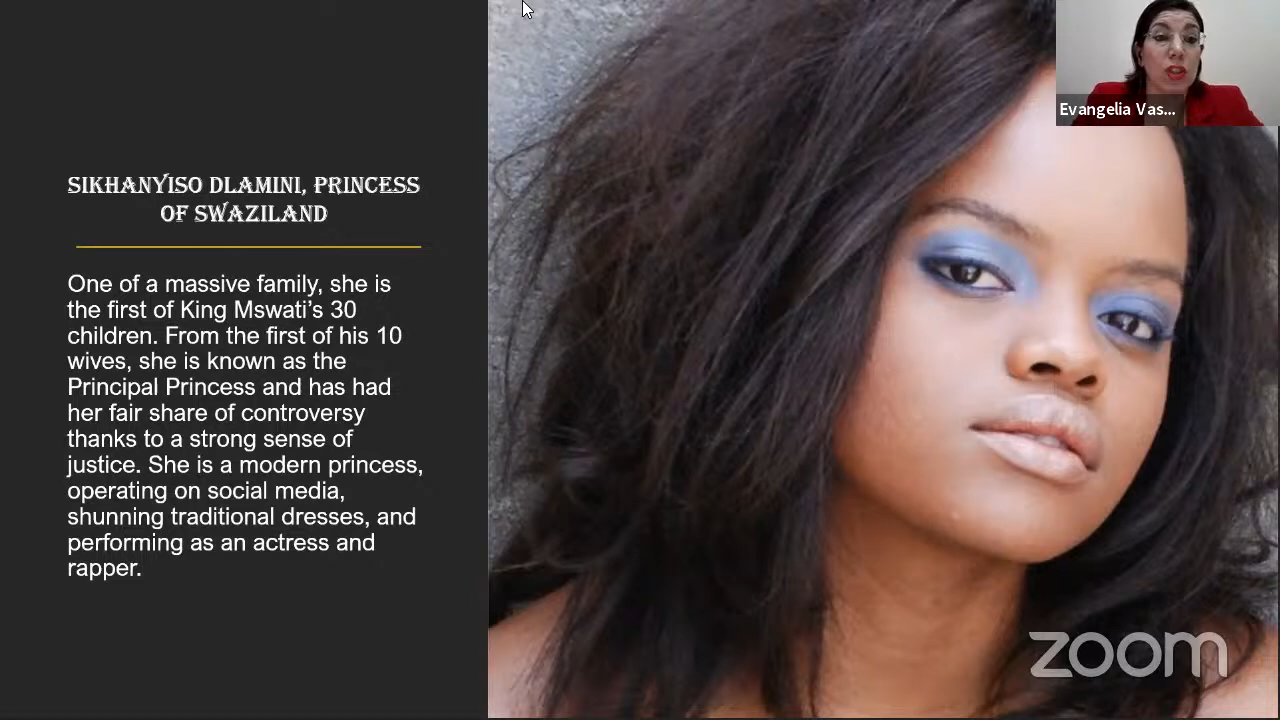 SIKHANYISO DLAMINI, PRINCESS
OF SWAZILAND
One of a massive family, she is
the first of King Mswati’s 30
children. From the first of his 10
wives, she is known as the
Principal Princess and has had
her fair share of controversy
thanks to a strong sense of
justice. She is a modern princess,
operating on social media,
shunning traditional dresses, and
performing as an actress and
rapper.
Evangelia Vas...
zoom